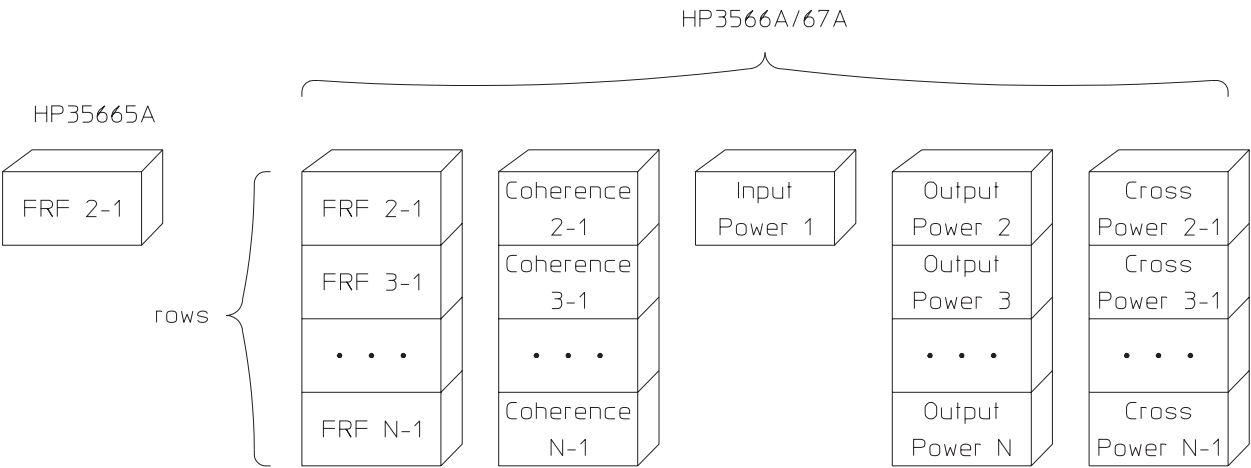 HP3566A/67A
HP35665A
FRF 2-1
rows
FRF 2-1
FRF 3-1
• • •
FRF N-1
Coherence
2-1
Coherence
3-1
• • •
Coherence
N-1
Input
Power 1
Output
Power 2
Output
Power 3
• • •
Output
Power N
Cross
Power 2-1
Cross
Power 3-1
• • •
Cross
Power N-1